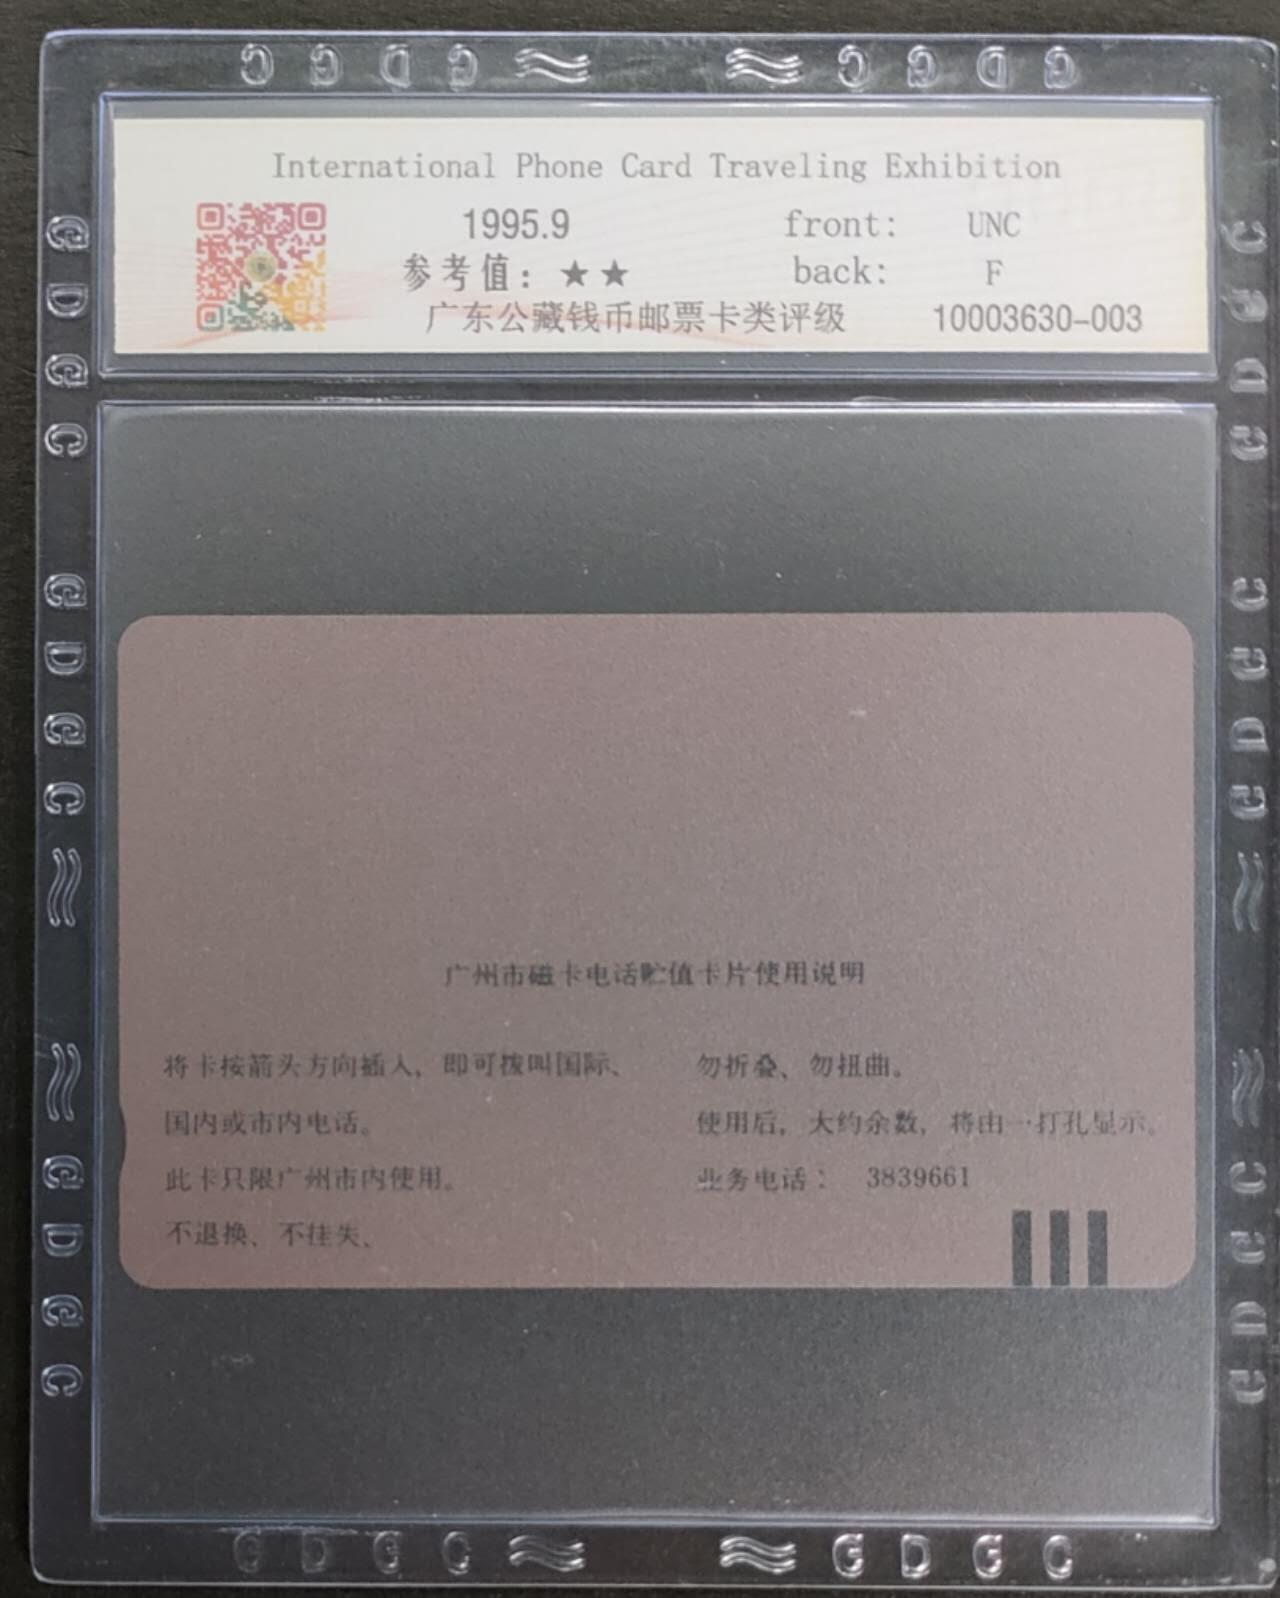 G D G C
C G D G
International Phone Card Traveling Exhibition
1995.9 front: UNC
参考值：★★ back: F
广东公藏钱币邮票卡类评级 10003630-003
广州市磁卡电话贮值卡片使用说明
将卡按箭头方向插入，即可拨叫国际、
国内或市内电话。
此卡只限广州市内使用。
不退换、不挂失、
勿折叠、勿扭曲。
使用后，大约余数，将由一打孔显示。
业务电话： 3839661
G D G C
G D G C
G D G C
G D G C
G D G C